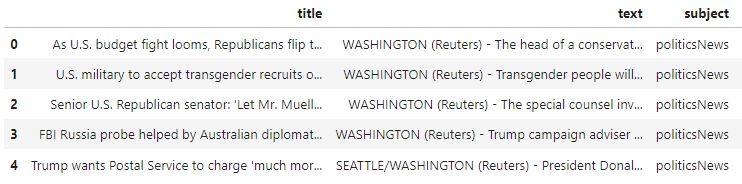 title text subject
0 As U.S. budget fight looms, Republicans flip t... WASHINGTON (Reuters) - The head of a conservat... politicsNews
1 U.S. military to accept transgender recruits o... WASHINGTON (Reuters) - Transgender people will... politicsNews
2 Senior U.S. Republican senator: 'Let Mr. Muell... WASHINGTON (Reuters) - The special counsel inv... politicsNews
3 FBI Russia probe helped by Australian diplomat... WASHINGTON (Reuters) - Trump campaign adviser ... politicsNews
4 Trump wants Postal Service to charge 'much mor... SEATTLE/WASHINGTON (Reuters) - President Donal... politicsNews